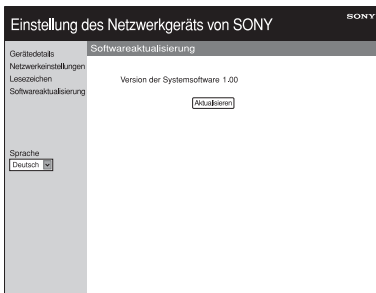 Einstellung des Netzwerkgeräts von SONY
SONY
Gerätedetails
Netzwerkeinstellungen
Lesezeichen
Softwareaktualisierung
Sprache
Deutsch
Softwareaktualisierung
Version der Systemsoftware 1.00
Aktualisieren